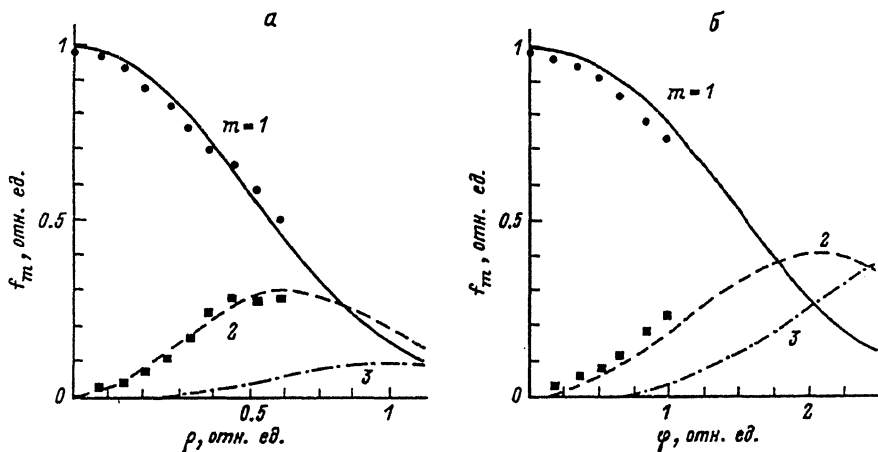 а
б
1
m=1
0.5
2
3
0
0.5
1
f_m, отн. ед.
ρ, отн. ед.
1
m=1
0.5
2
3
0
1
2
f_m, отн. ед.
φ, отн. ед.